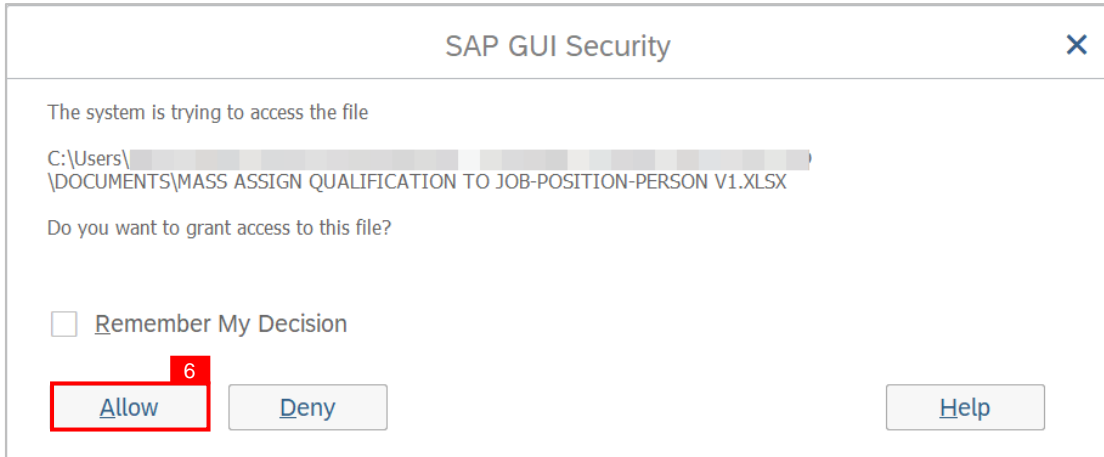 SAP GUI Security
The system is trying to access the file
C:\Users\
\DOCUMENTS\MASS ASSIGN QUALIFICATION TO JOB-POSITION-PERSON V1.XLSX
Do you want to grant access to this file?
Remember My Decision
6
Allow
Deny
Help